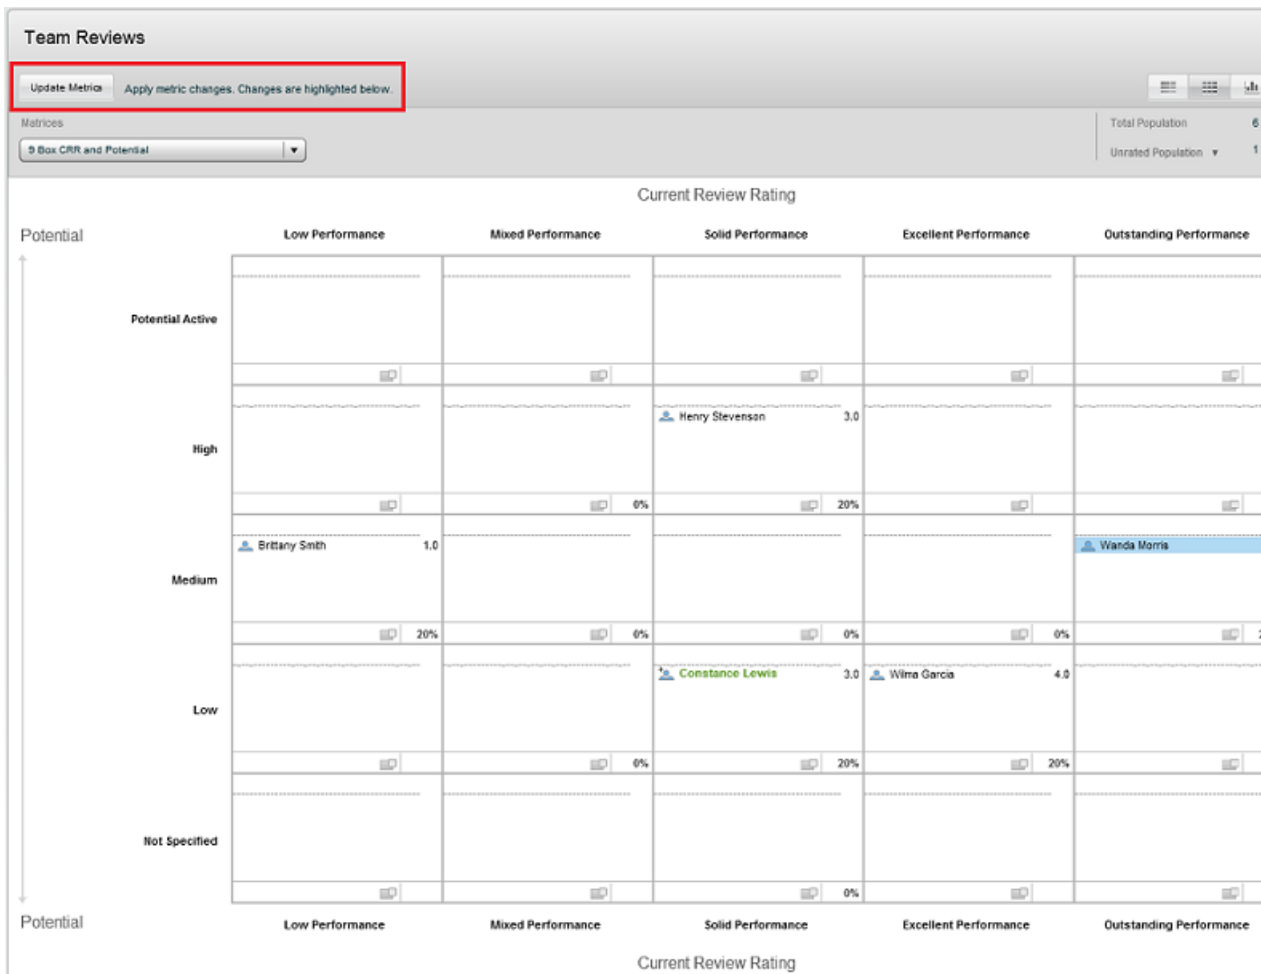 Team Reviews
Update Metrics Apply metric changes. Changes are highlighted below.
Matrices
9 Box CRR and Potential
Total Population 6
Unrated Population 1
Current Review Rating
Potential Low Performance Mixed Performance Solid Performance Excellent Performance Outstanding Performance
Potential Active
Henry Stevenson 3.0
High
0% 20%
Brittany Smith 1.0 Wanda Morris
Medium
20% 0% 0% 0%
Constance Lewis 3.0 Wilma Garcia 4.0
Low
0% 20% 20%
Not Specified
0%
Potential Low Performance Mixed Performance Solid Performance Excellent Performance Outstanding Performance
Current Review Rating